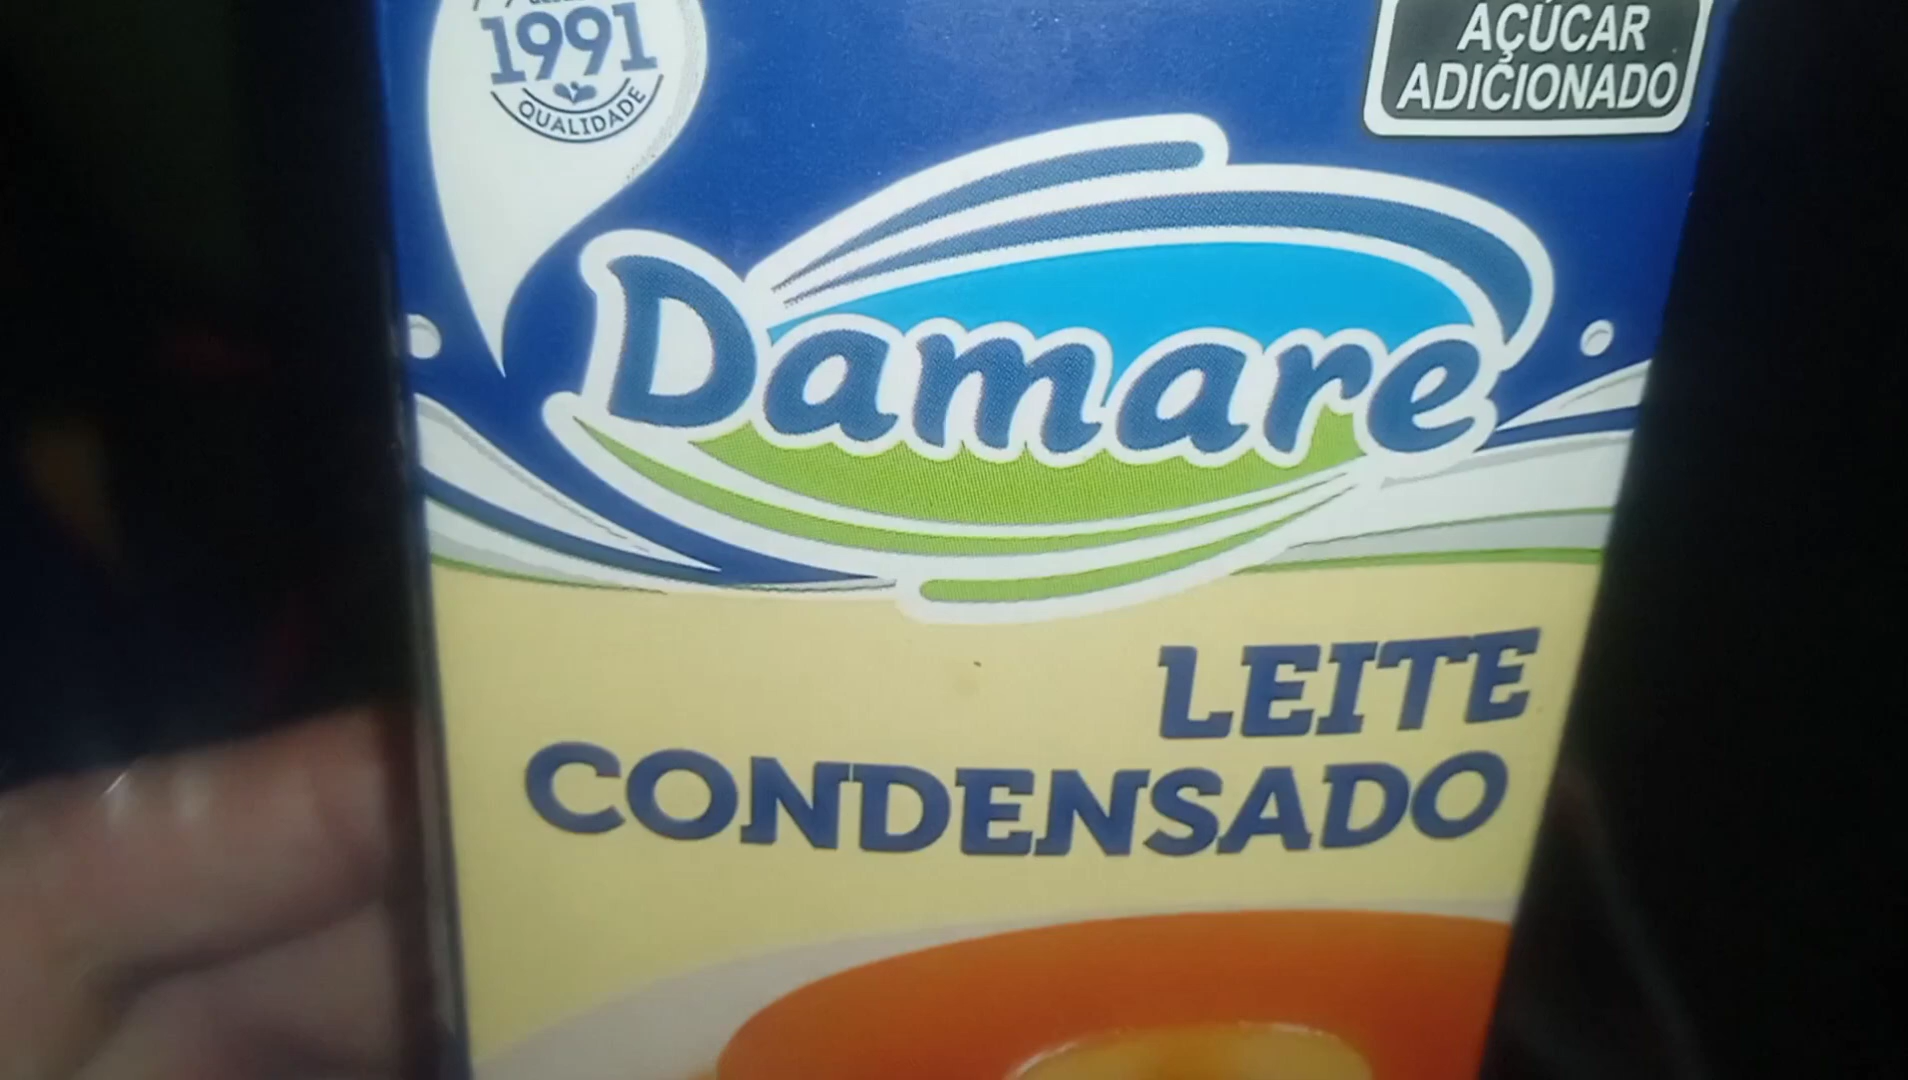 1991
QUALIDADE
AÇÚCAR
ADICIONADO
Damare
LEITE
CONDENSADO